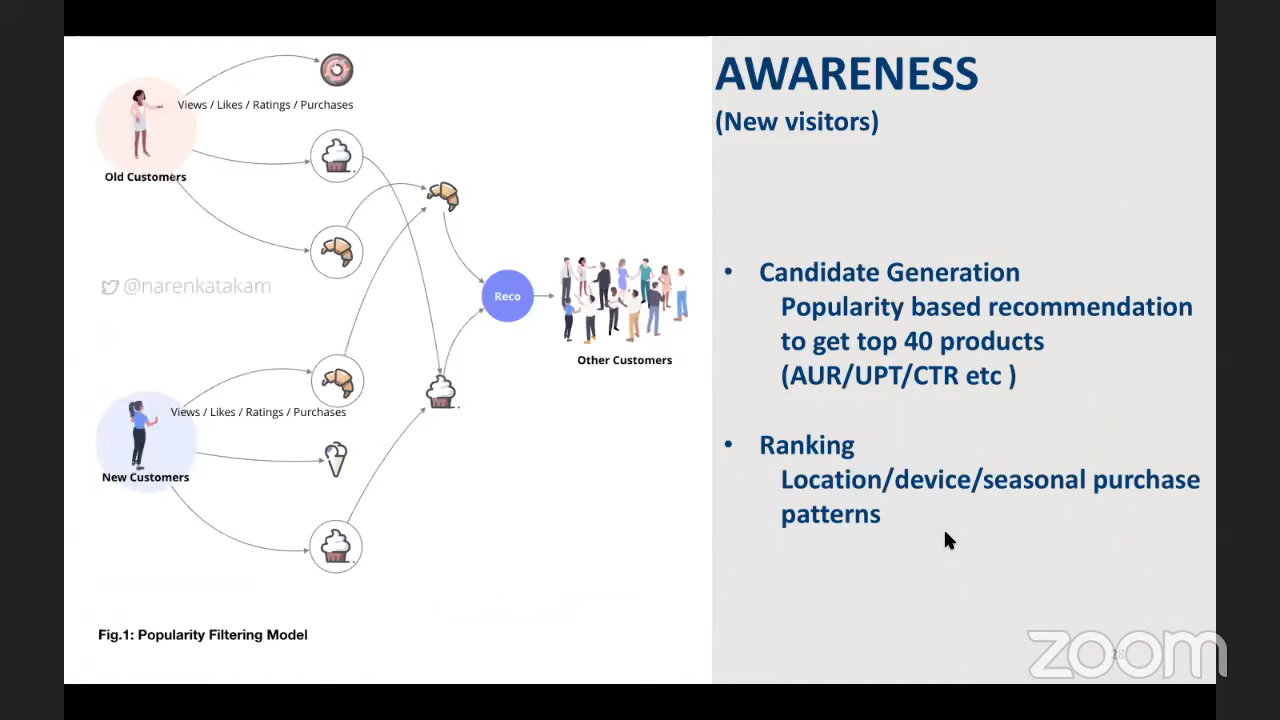 Views / Likes / Ratings / Purchases
Old Customers
@narenkatakam
Reco
Other Customers
Views / Likes / Ratings / Purchases
New Customers
Fig.1: Popularity Filtering Model
AWARENESS
(New visitors)
• Candidate Generation
Popularity based recommendation
to get top 40 products
(AUR/UPT/CTR etc )
• Ranking
Location/device/seasonal purchase
patterns
28
zoom